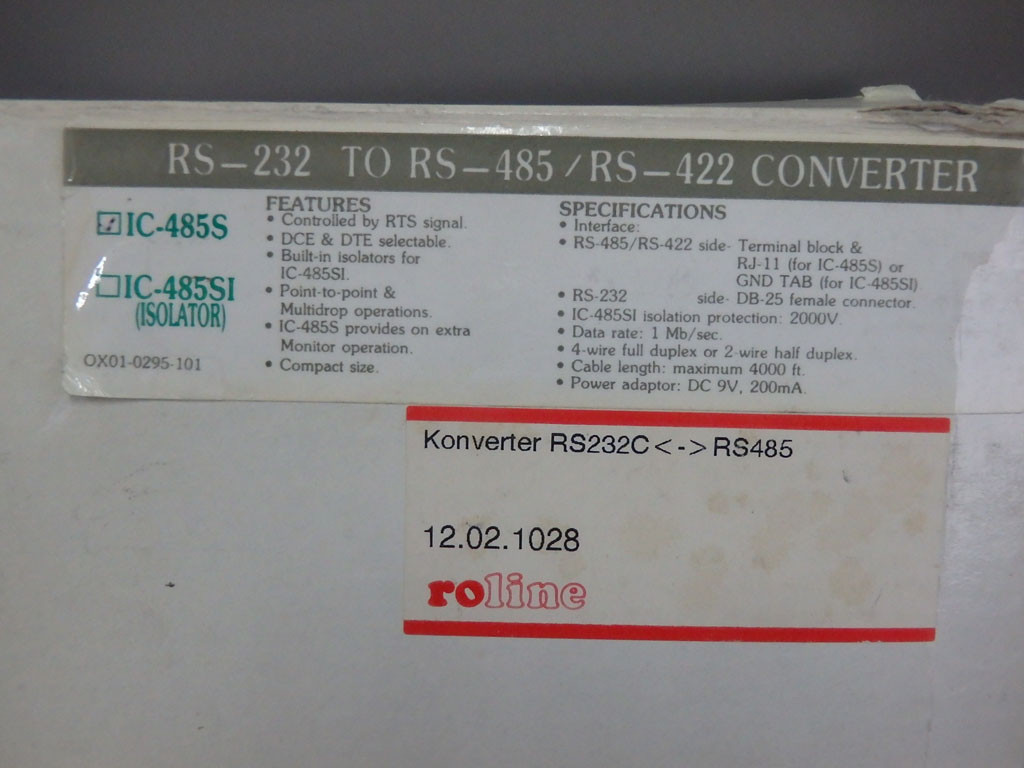 RS-232 TO RS-485 / RS-422 CONVERTER
IC-485S
IC-485SI
(ISOLATOR)
OX01-0295-101
FEATURES
• Controlled by RTS signal.
• DCE & DTE selectable.
• Built-in isolators for
IC-485SI.
• Point-to-point &
Multidrop operations.
• IC-485S provides on extra
Monitor operation.
• Compact size.
SPECIFICATIONS
• Interface:
• RS-485/RS-422 side- Terminal block &
RJ-11 (for IC-485S) or
GND TAB (for IC-485SI)
• RS-232 side- DB-25 female connector.
• IC-485SI isolation protection: 2000V.
• Data rate: 1 Mb/sec.
• 4-wire full duplex or 2-wire half duplex.
• Cable length: maximum 4000 ft.
• Power adaptor: DC 9V, 200mA.
Konverter RS232C<->RS485
12.02.1028
roline